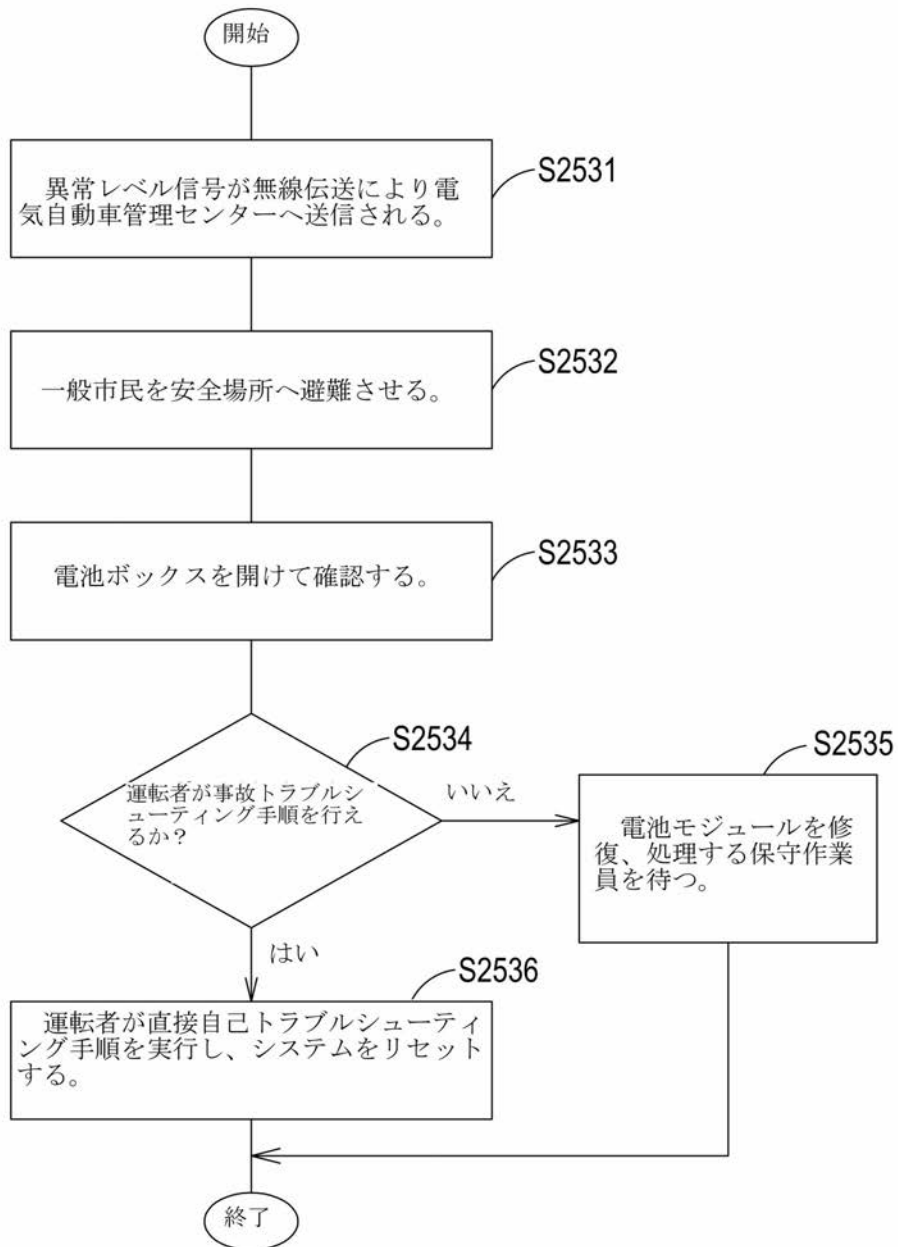 開始
S2531
異常レベル信号が無線伝送により電
気自動車管理センターへ送信される。
S2532
一般市民を安全場所へ避難させる。
S2533
電池ボックスを開けて確認する。
S2534
運転者が事故トラブルシ
ューティング手順を行え
るか？
いいえ
S2535
電池モジュールを修
復、処理する保守作業
員を待つ。
はい
S2536
運転者が直接自己トラブルシューティ
ング手順を実行し、システムをリセット
する。
終了